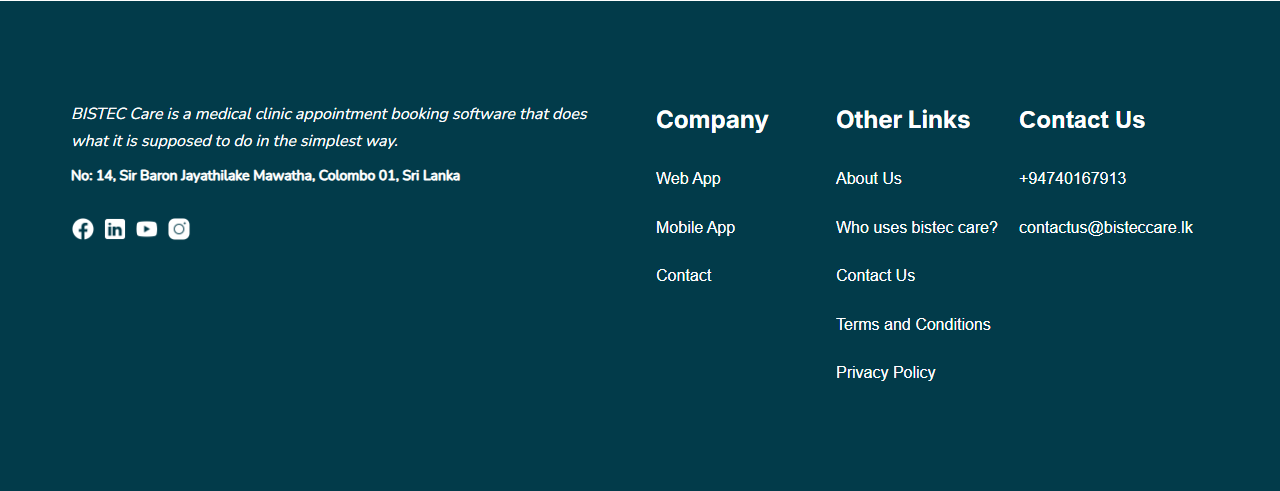 BISTEC Care is a medical clinic appointment booking software that does
what it is supposed to do in the simplest way.
No: 14, Sir Baron Jayathilake Mawatha, Colombo 01, Sri Lanka
Company
Web App
Mobile App
Contact
Other Links
About Us
Who uses bistec care?
Contact Us
Terms and Conditions
Privacy Policy
Contact Us
+94740167913
contactus@bisteccare.lk